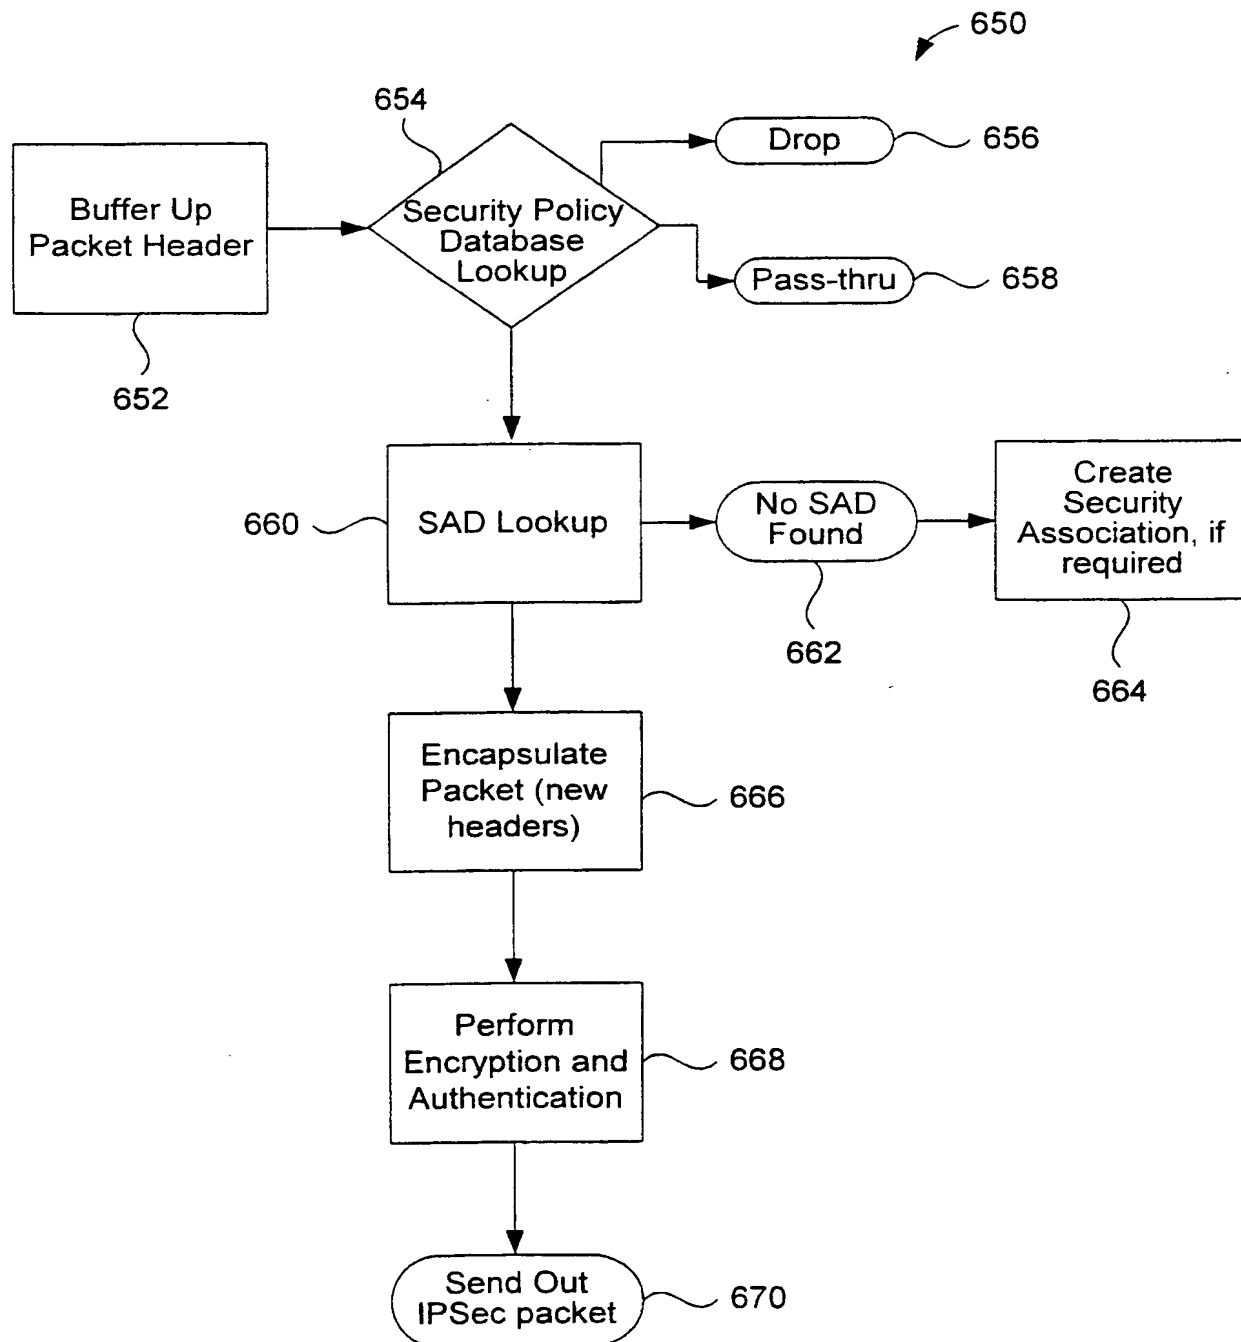 650
654
Drop
656
Buffer Up
Packet Header
Security Policy
Database
Lookup
Pass-thru
658
652
660
SAD Lookup
No SAD
Found
Create
Security
Association, if
required
662
664
Encapsulate
Packet (new
headers)
666
Perform
Encryption and
Authentication
668
Send Out
IPSec packet
670